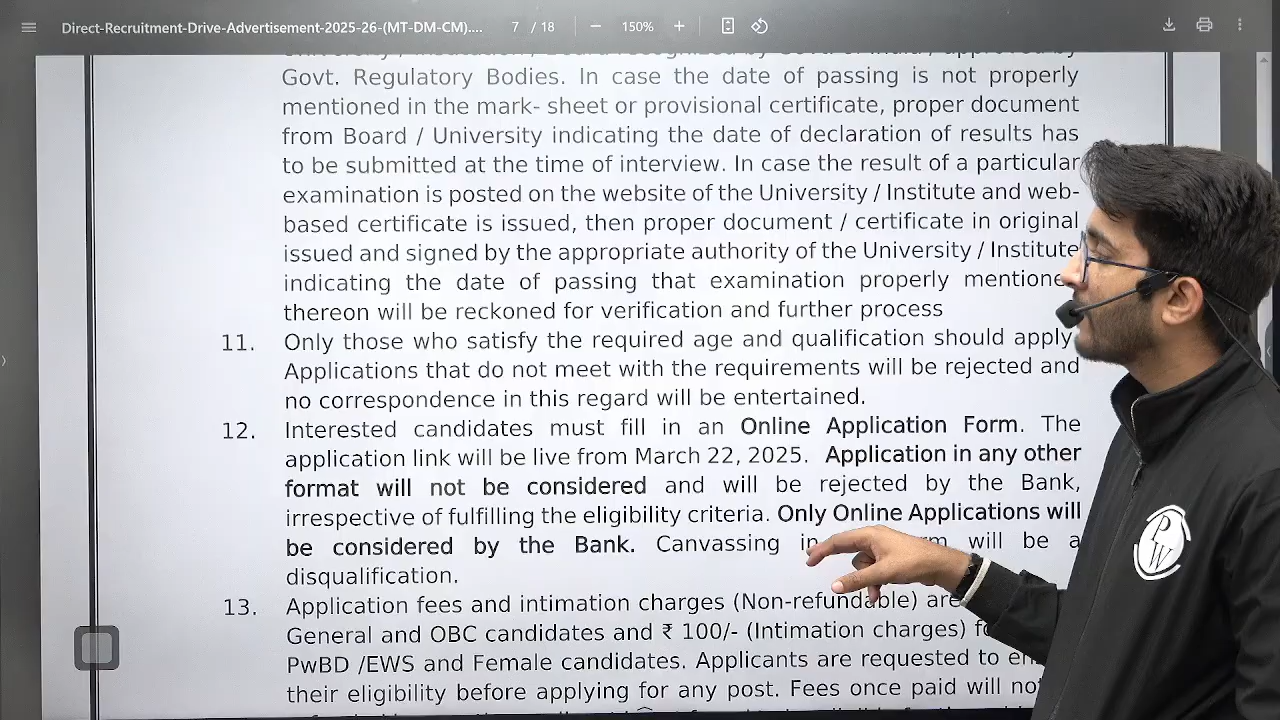 Direct-Recruitment-Drive-Advertisement-2025-26-(MT-DM-CM)....
7 / 18
150%
Govt. Regulatory Bodies. In case the date of passing is not properly
mentioned in the mark- sheet or provisional certificate, proper document
from Board / University indicating the date of declaration of results has
to be submitted at the time of interview. In case the result of a particular
examination is posted on the website of the University / Institute and web-
based certificate is issued, then proper document / certificate in original
issued and signed by the appropriate authority of the University / Institute
indicating the date of passing that examination properly mentione
thereon will be reckoned for verification and further process
11. Only those who satisfy the required age and qualification should apply
Applications that do not meet with the requirements will be rejected and
no correspondence in this regard will be entertained.
12. Interested candidates must fill in an Online Application Form. The
application link will be live from March 22, 2025. Application in any other
format will not be considered and will be rejected by the Bank,
irrespective of fulfilling the eligibility criteria. Only Online Applications will
be considered by the Bank. Canvassing in will be a
disqualification.
13. Application fees and intimation charges (Non-refundable) are
General and OBC candidates and ₹ 100/- (Intimation charges)
PwBD /EWS and Female candidates. Applicants are requested to
their eligibility before applying for any post. Fees once paid will not
PW